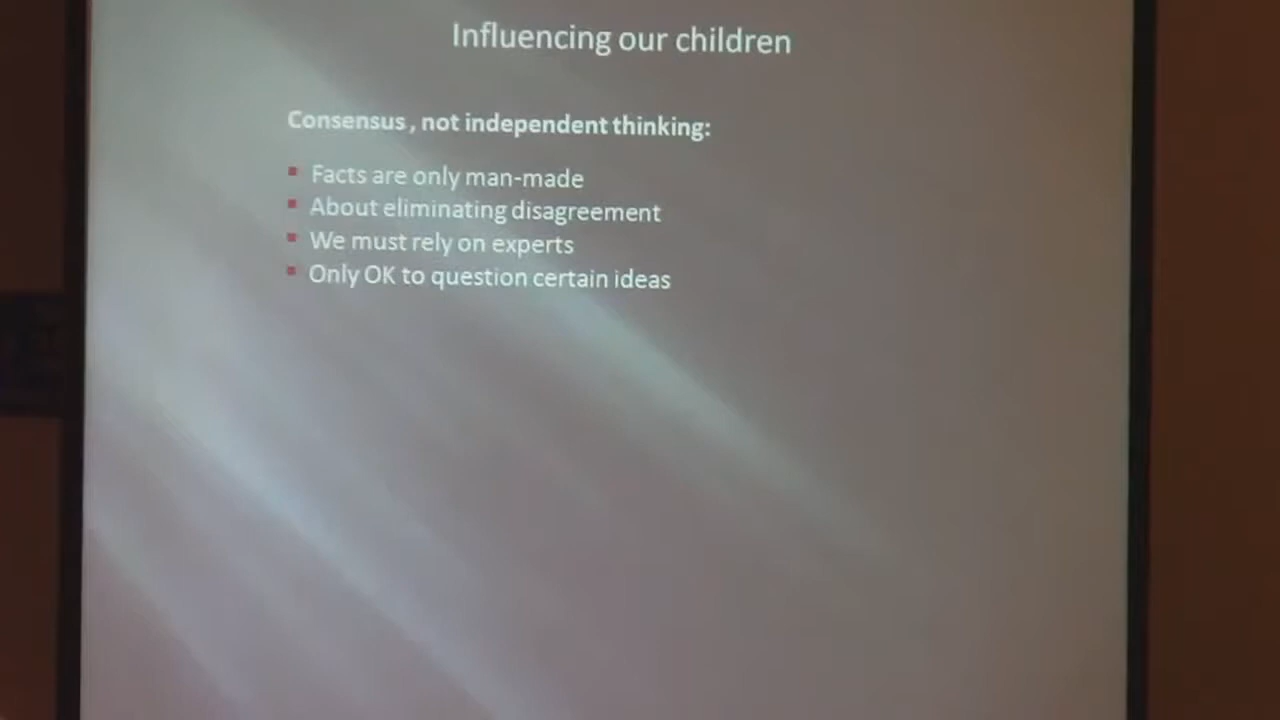 Influencing our children
Consensus, not independent thinking:
Facts are only man-made
About eliminating disagreement
We must rely on experts
Only OK to question certain ideas